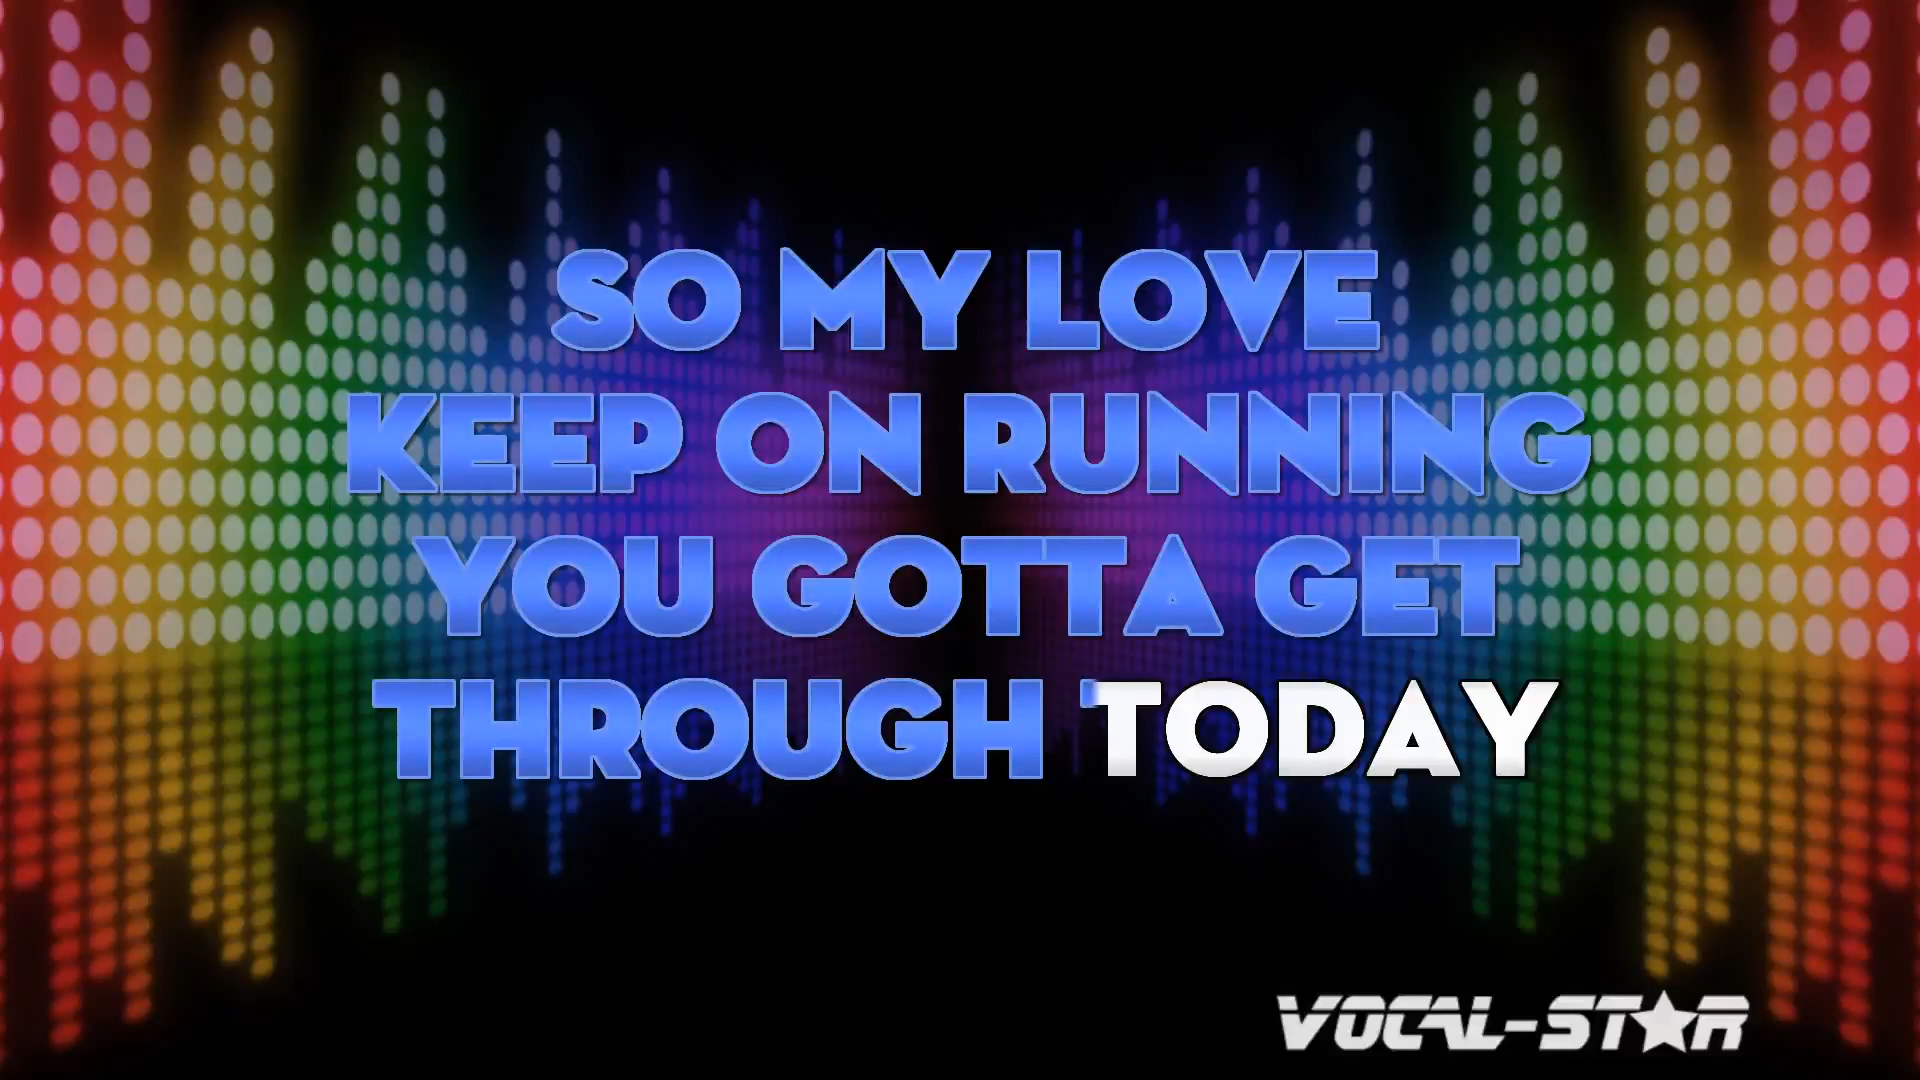 SO MY LOVE
KEEP ON RUNNING
YOU GOTTA GET
THROUGH TODAY
VOCAL-STAR